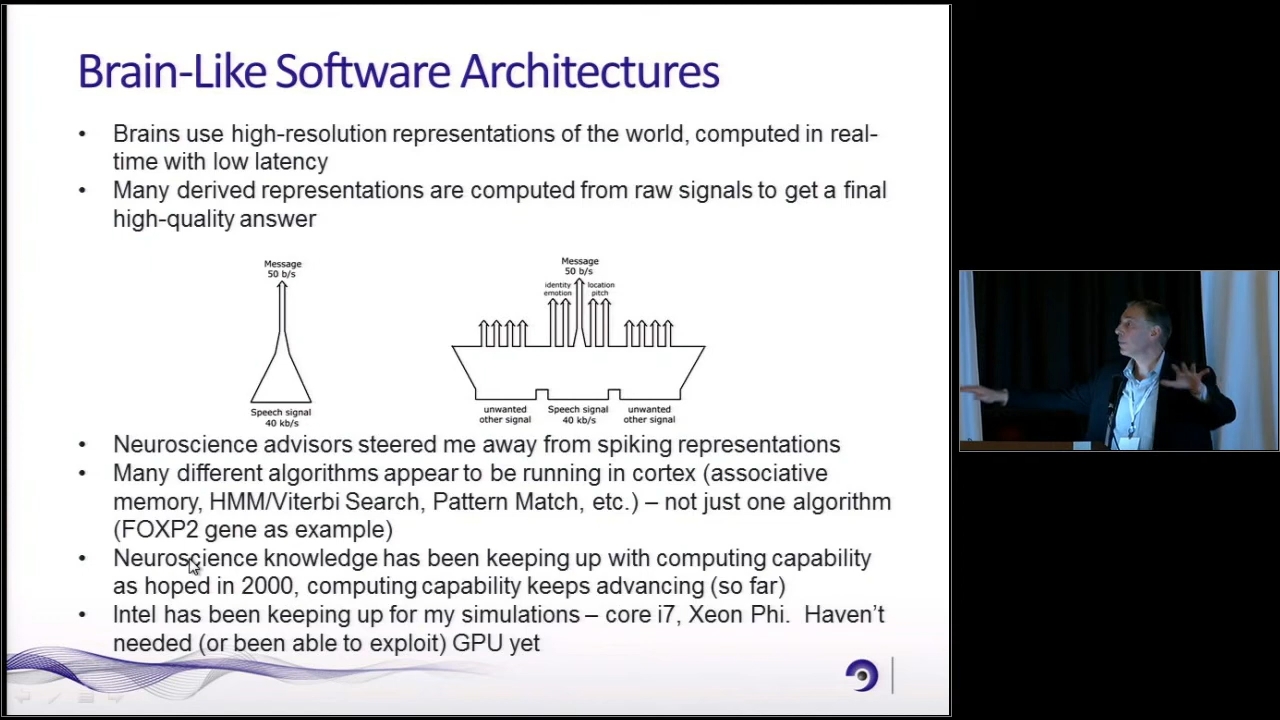 Brain-Like Software Architectures
• Brains use high-resolution representations of the world, computed in real-
time with low latency
• Many derived representations are computed from raw signals to get a final
high-quality answer
Message
50 b/s
Speech signal
40 kb/s
Message
50 b/s
identity
emotion
location
pitch
unwanted
other signal
Speech signal
40 kb/s
unwanted
other signal
• Neuroscience advisors steered me away from spiking representations
• Many different algorithms appear to be running in cortex (associative
memory, HMM/Viterbi Search, Pattern Match, etc.) – not just one algorithm
(FOXP2 gene as example)
• Neuroscience knowledge has been keeping up with computing capability
as hoped in 2000, computing capability keeps advancing (so far)
• Intel has been keeping up for my simulations – core i7, Xeon Phi. Haven't
needed (or been able to exploit) GPU yet